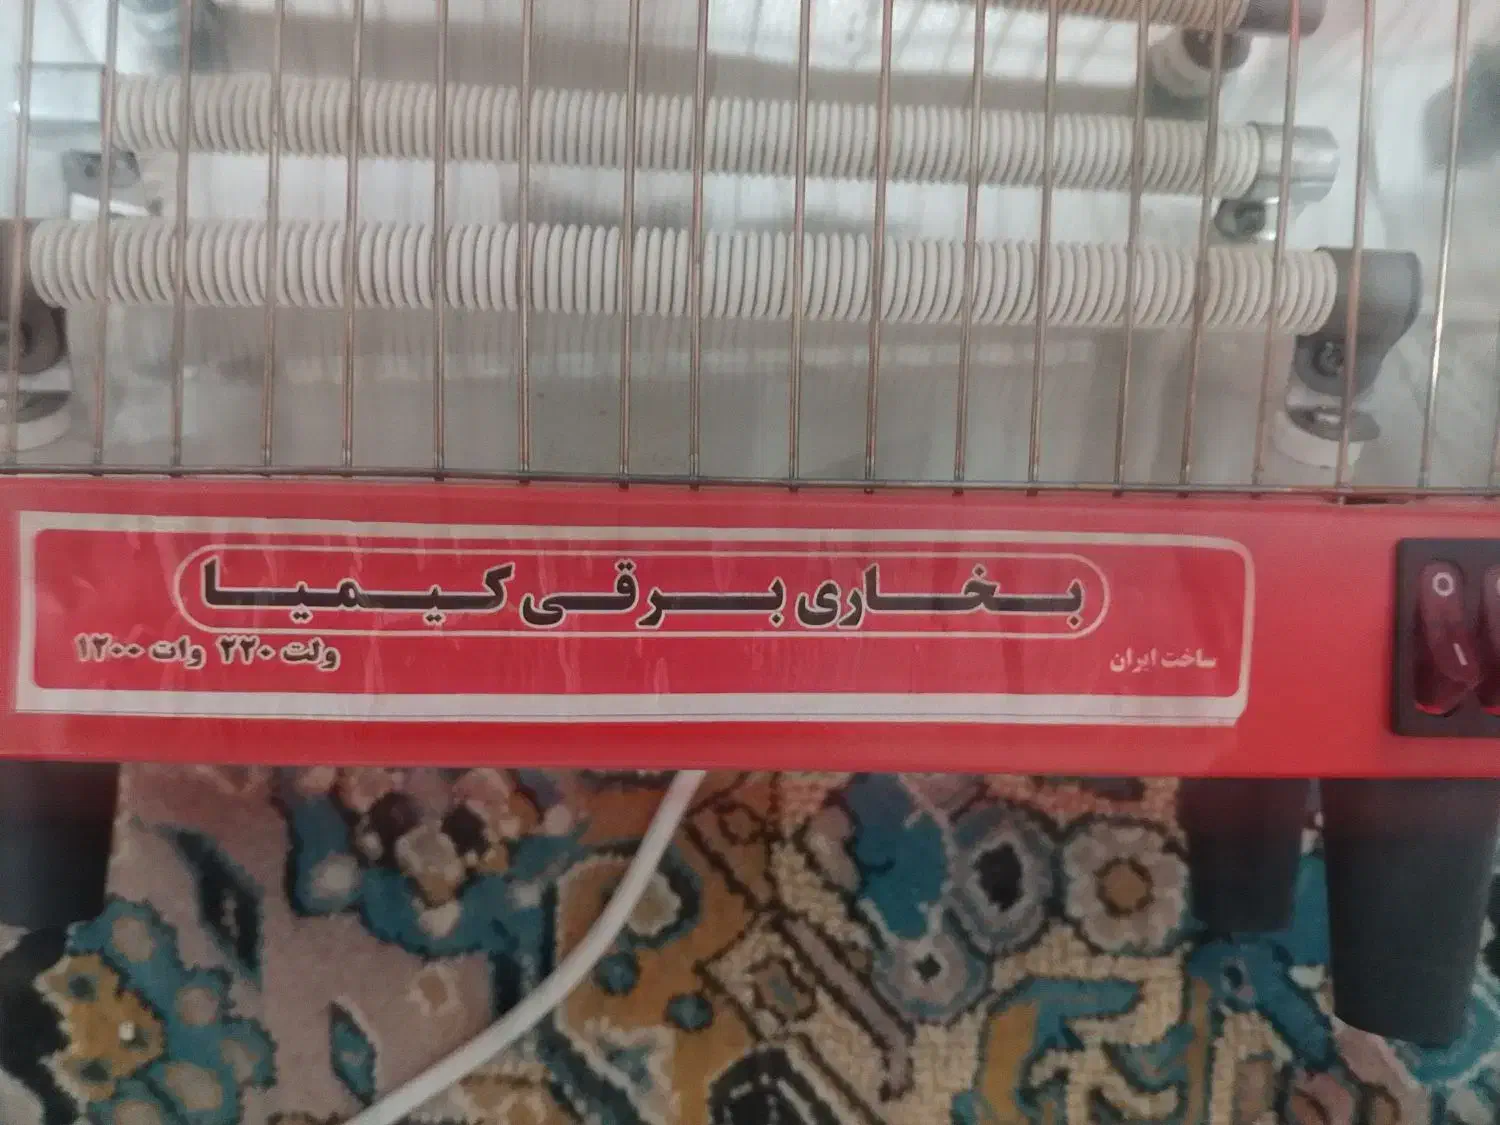 بخاری برقی کیمیا
ساخت ایران
ولت ۲۲۰ وات ۱۲۰۰